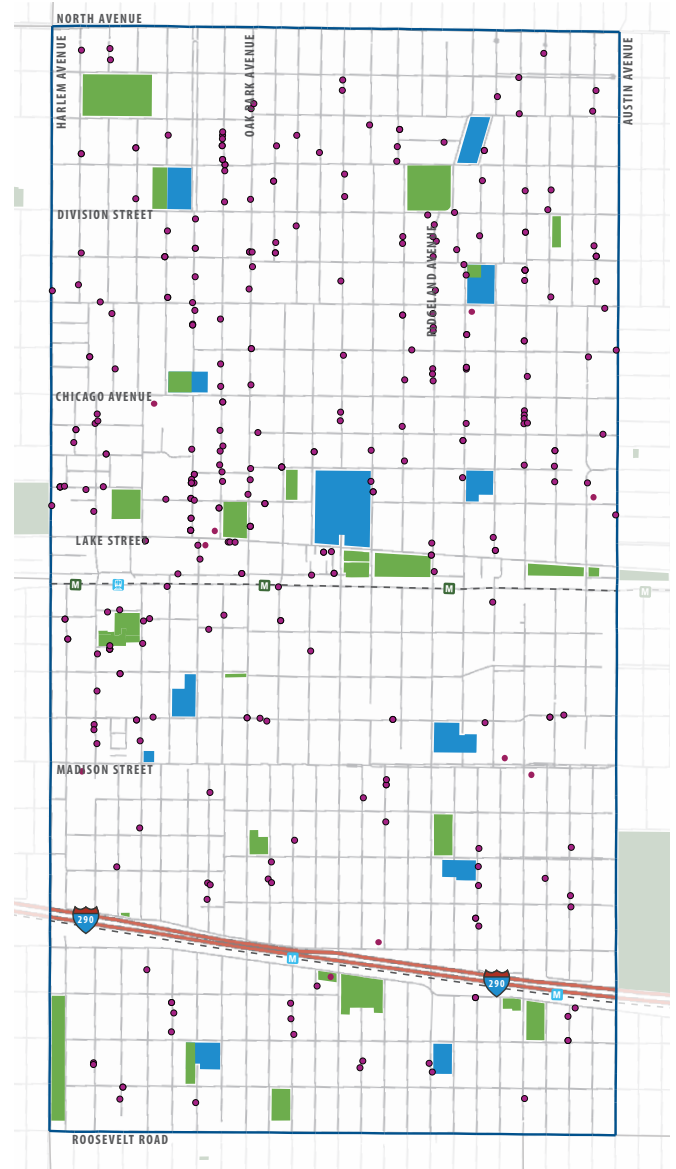 NORTH AVENUE
HARLEM AVENUE
OAK PARK AVENUE
AUSTIN AVENUE
DIVISION STREET
RIDGELAND AVENUE
CHICAGO AVENUE
LAKE STREET
M
M
M
M
MADISON STREET
290
M
290
M
ROOSEVELT ROAD